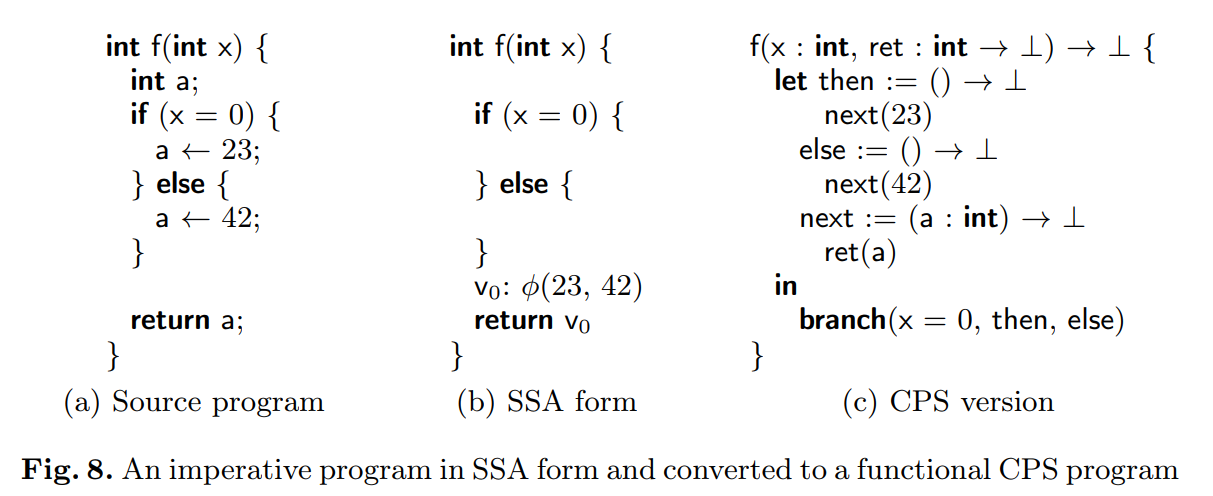 int f(int x) {
int a;
if (x = 0) {
a ← 23;
} else {
a ← 42;
}
return a;
}
(a) Source program
int f(int x) {
if (x = 0) {
} else {
}
v₀: ϕ(23, 42)
return v₀
}
(b) SSA form
f(x : int, ret : int → ⊥) → ⊥ {
let then := () → ⊥
next(23)
else := () → ⊥
next(42)
next := (a : int) → ⊥
ret(a)
in
branch(x = 0, then, else)
}
(c) CPS version
Fig. 8. An imperative program in SSA form and converted to a functional CPS program